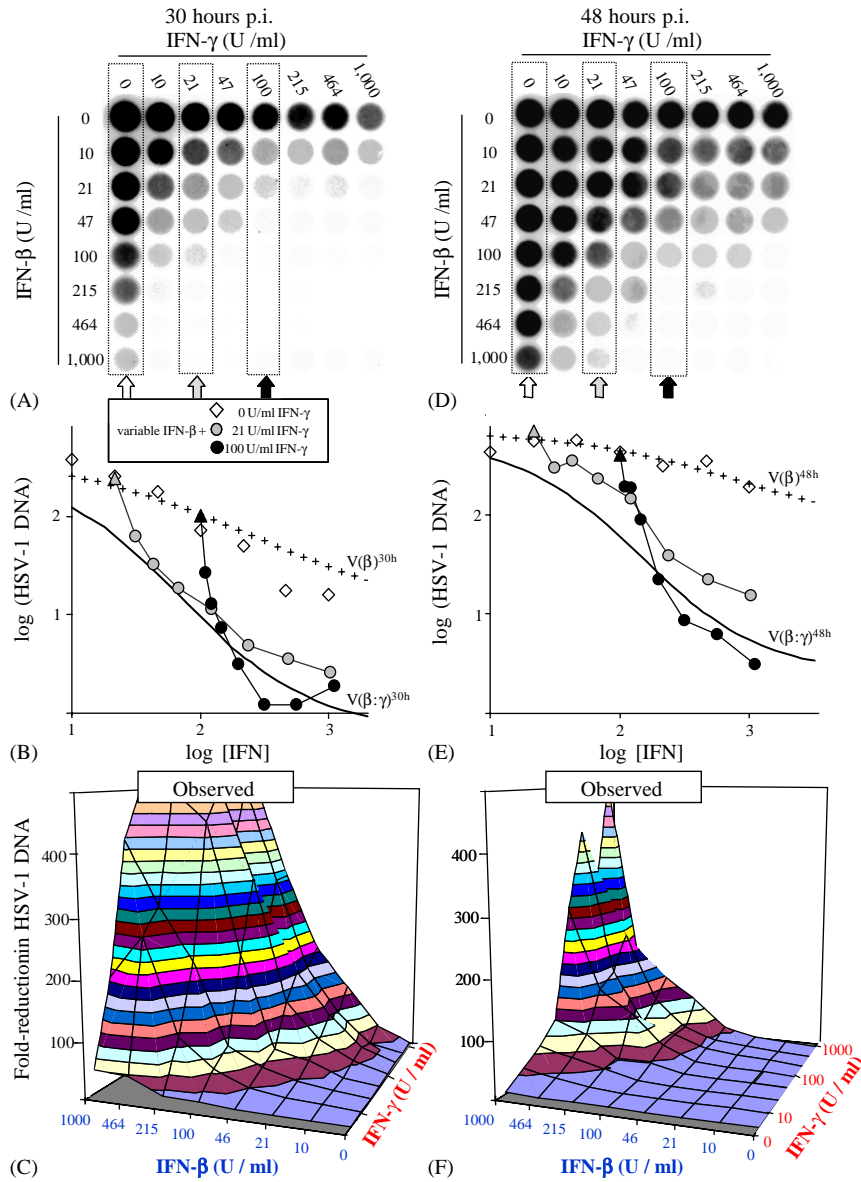 30 hours p.i.
IFN-γ (U /ml)
0 10 21 47 100 215 464 1,000
IFN-β (U /ml)
0
10
21
47
100
215
464
1,000
(A)
48 hours p.i.
IFN-γ (U /ml)
0 10 21 47 100 215 464 1,000
IFN-β (U /ml)
0
10
21
47
100
215
464
1,000
(D)
variable IFN-β +
0 U/ml IFN-γ
21 U/ml IFN-γ
100 U/ml IFN-γ
log (HSV-1 DNA)
2
1
V(β)30h
V(β:γ)30h
1 2 3
log [IFN]
(B)
log (HSV-1 DNA)
2
1
V(β)48h
V(β:γ)48h
1 2 3
log [IFN]
(E)
Observed
Fold-reductionin HSV-1 DNA
400
300
200
100
1000 464 215 100 46 21 10 0
IFN-β (U / ml)
IFN-γ (U / ml)
(C)
Observed
400
300
200
100
1000 464 215 100 46 21 10 0
IFN-β (U / ml)
1000
100
10
0
IFN-γ (U / ml)
(F)